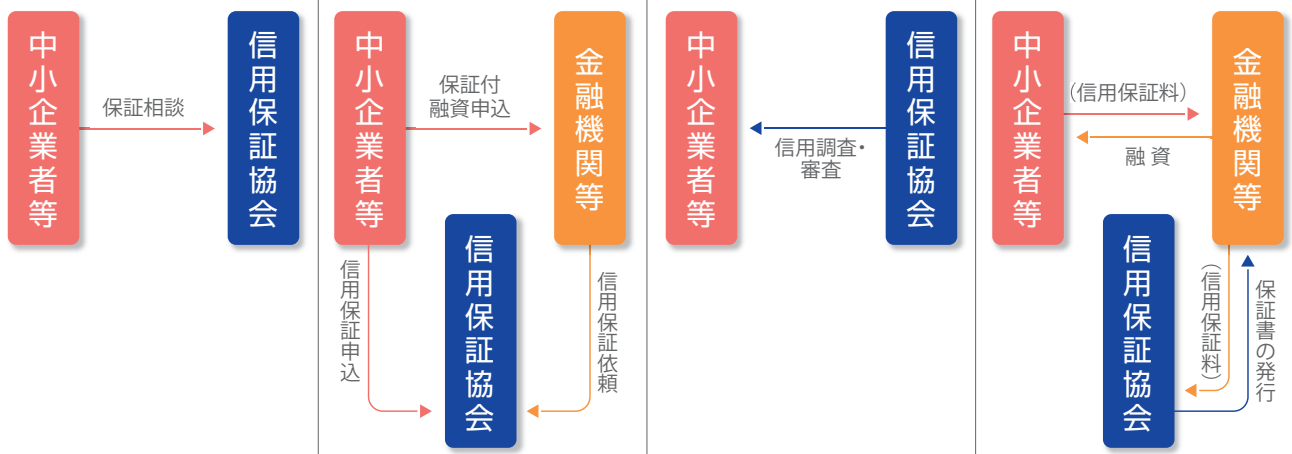 中小企業者等
保証相談
信用保証協会
中小企業者等
保証付
融資申込
金融機関等
信用保証申込
信用保証協会
信用保証依頼
中小企業者等
信用調査・
審査
信用保証協会
中小企業者等
(信用保証料)
融資
金融機関等
信用保証協会
(信用保証料)
保証書の発行